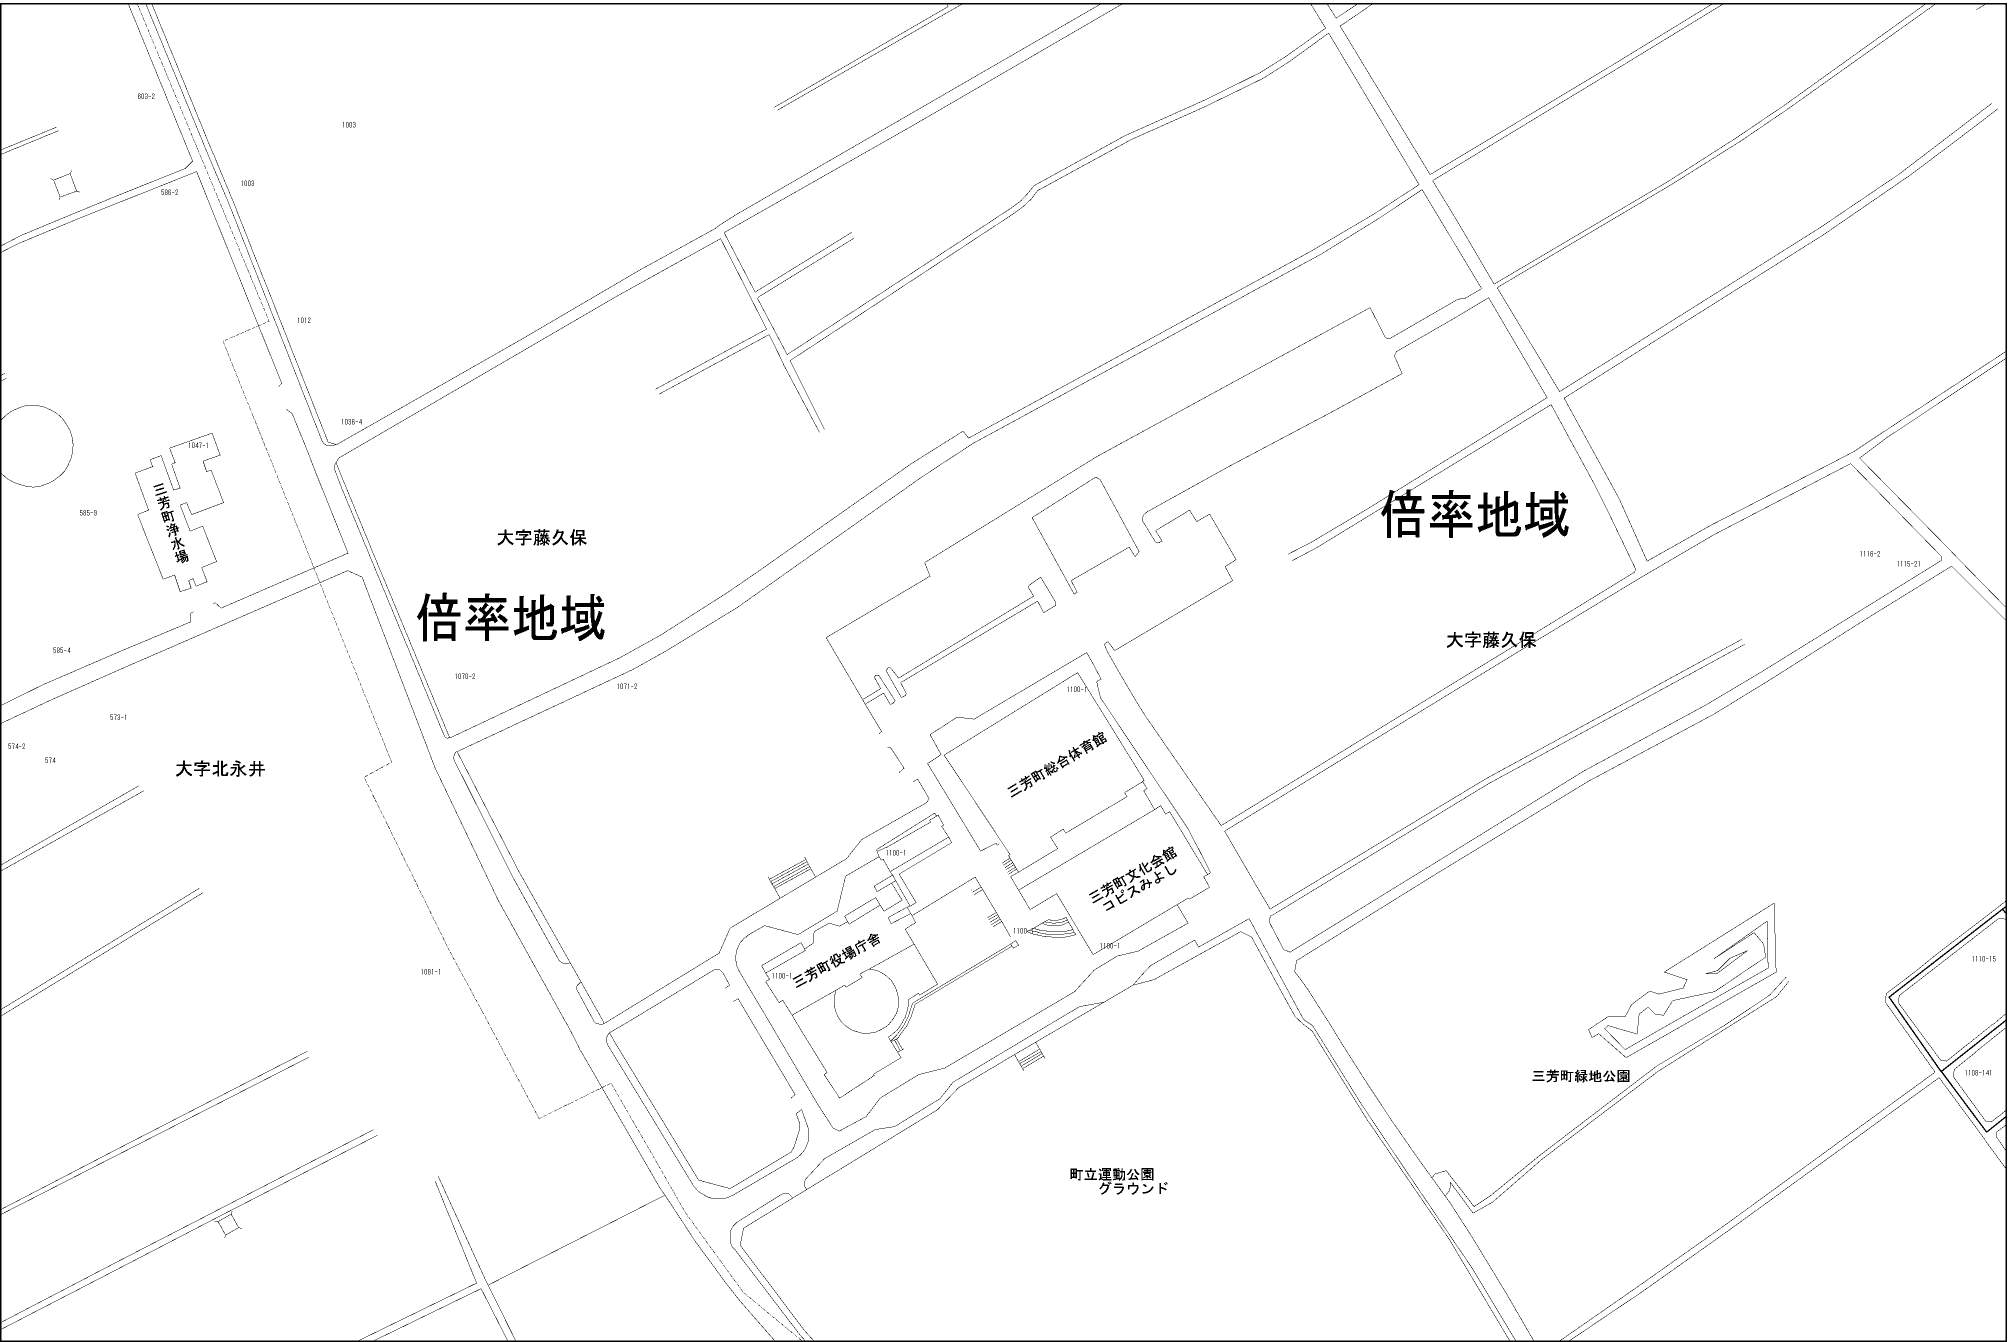 603-2
1003
586-2
1003
1012
1036-4
1047-1
三芳町浄水場
585-9
大字藤久保
倍率地域
倍率地域
1116-2
1115-21
大字藤久保
585-4
1070-2
1071-2
1100-1
573-1
574-2
574
大字北永井
三芳町総合体育館
1100-1
三芳町文化会館
コピスみよし
1100-
1100-1
三芳町役場庁舎
1100-1
1081-1
1110-15
三芳町緑地公園
1108-141
町立運動公園
グラウンド